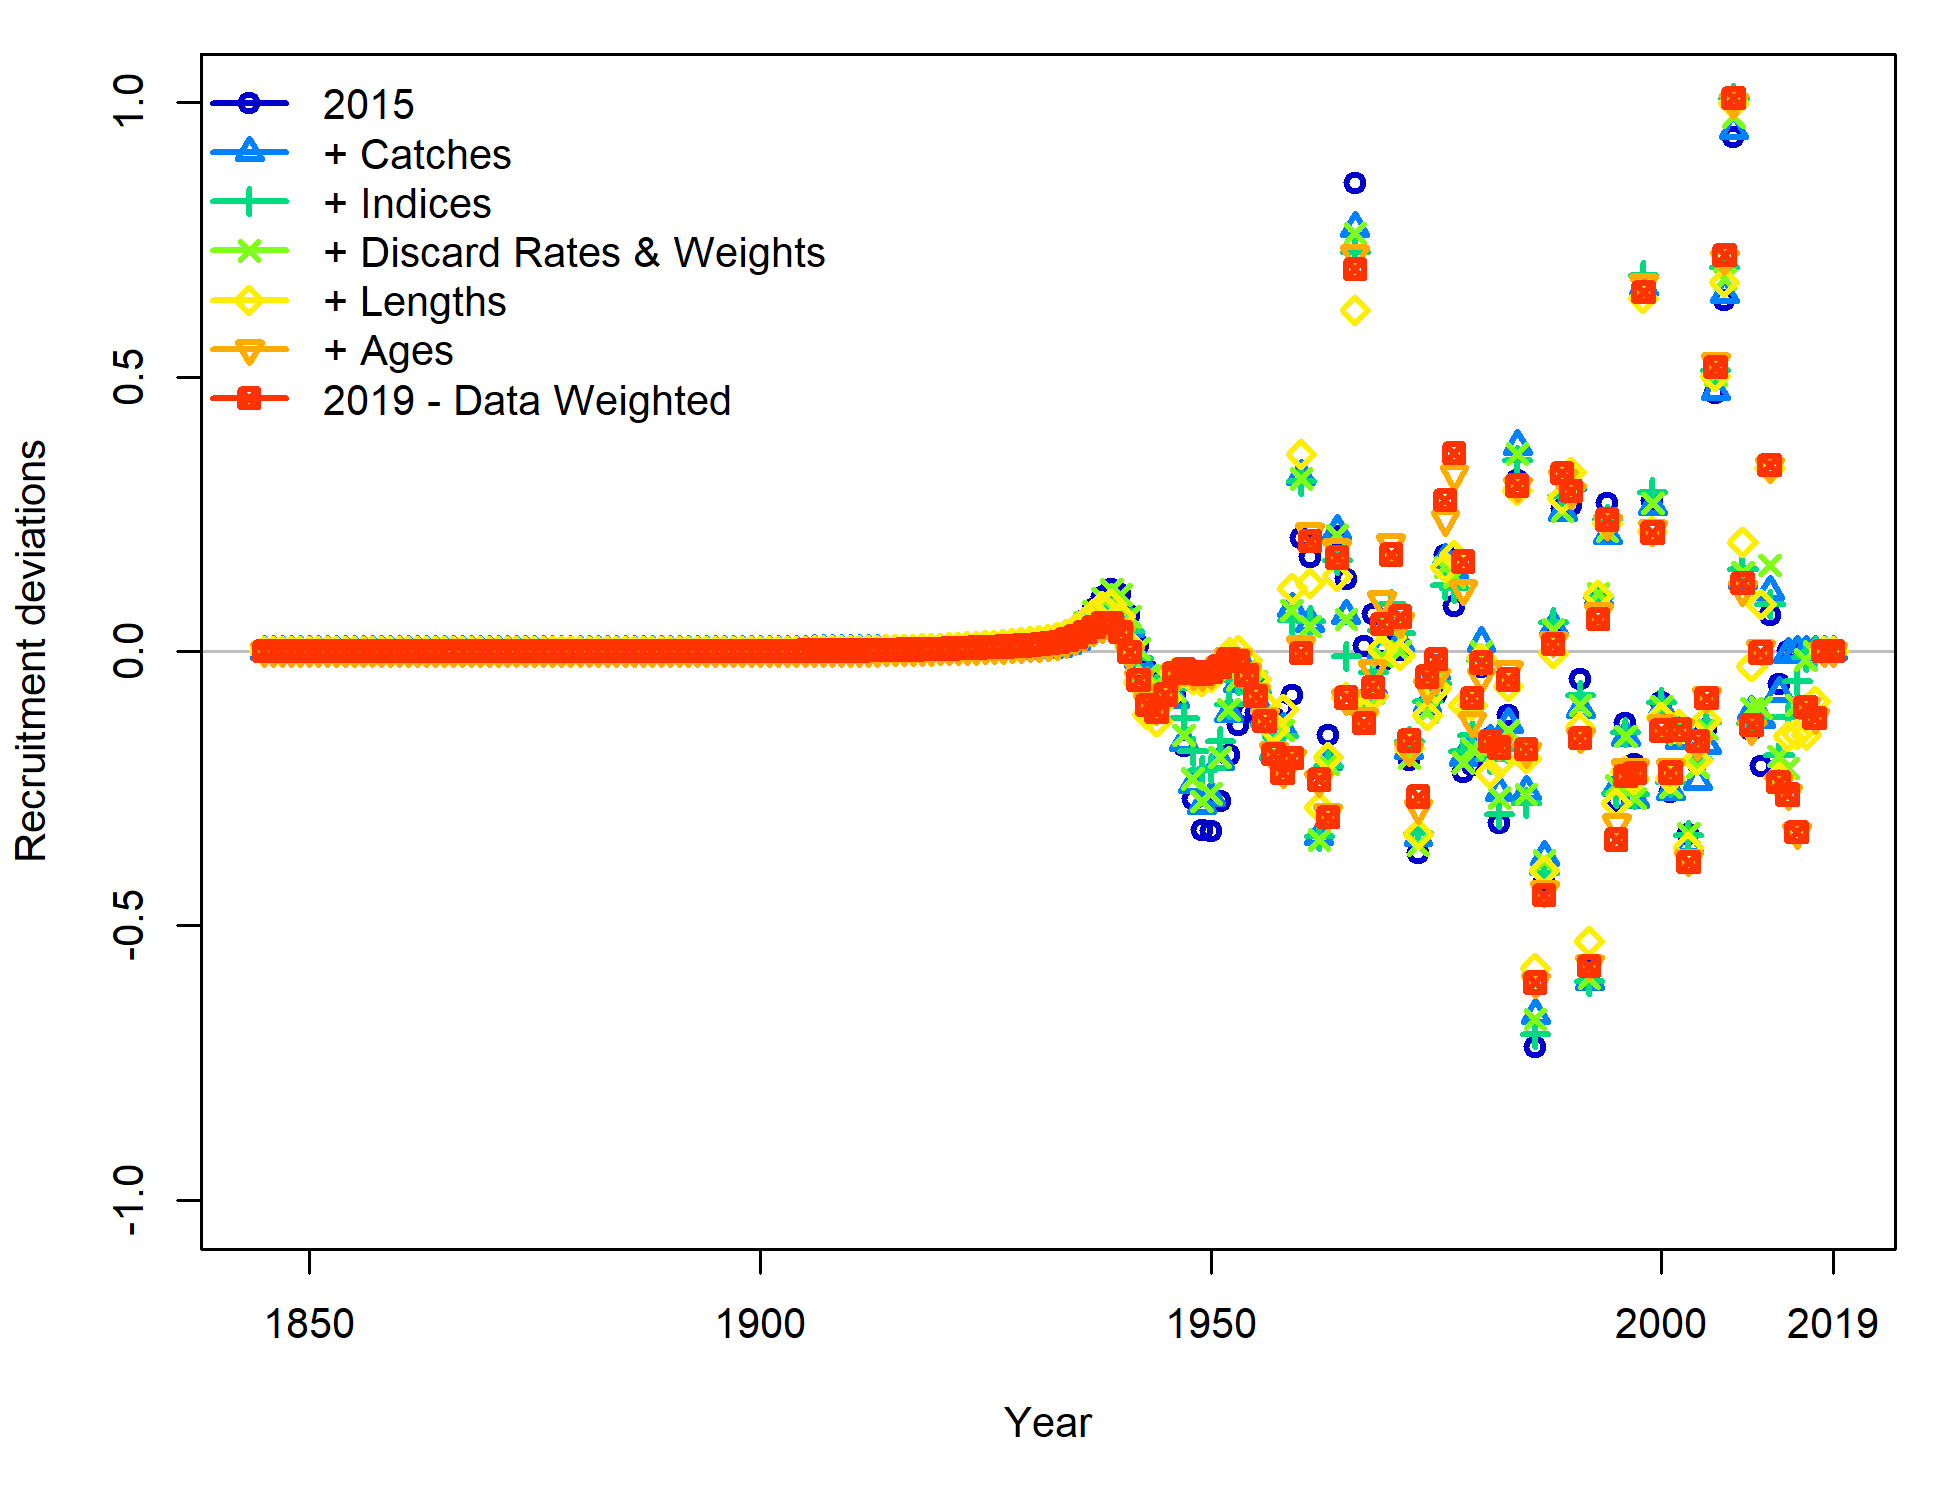 2015
+ Catches
+ Indices
+ Discard Rates & Weights
+ Lengths
+ Ages
2019 - Data Weighted
Recruitment deviations
1.0
0.5
0.0
-0.5
-1.0
1850
1900
1950
2000
2019
Year